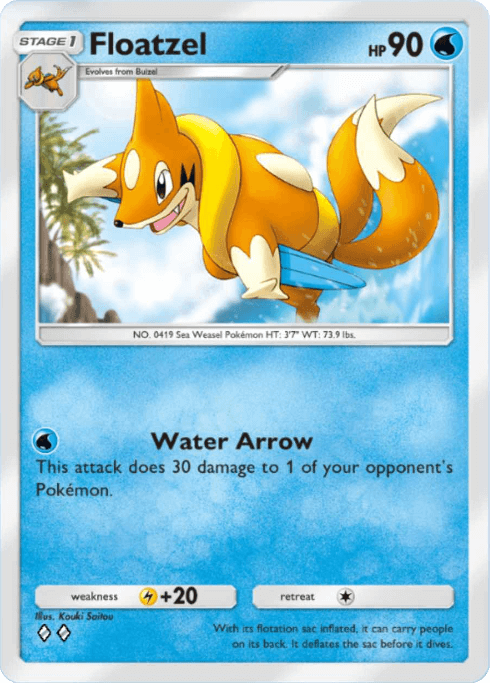 STAGE 1 Floatzel HP 90
Evolves from Buizel
NO. 0419 Sea Weasel Pokémon HT: 3'7" WT: 73.9 lbs.
Water Arrow
This attack does 30 damage to 1 of your opponent's
Pokémon.
weakness +20 retreat
Illus. Kouki Saitou
With its flotation sac inflated, it can carry people
on its back. It deflates the sac before it dives.